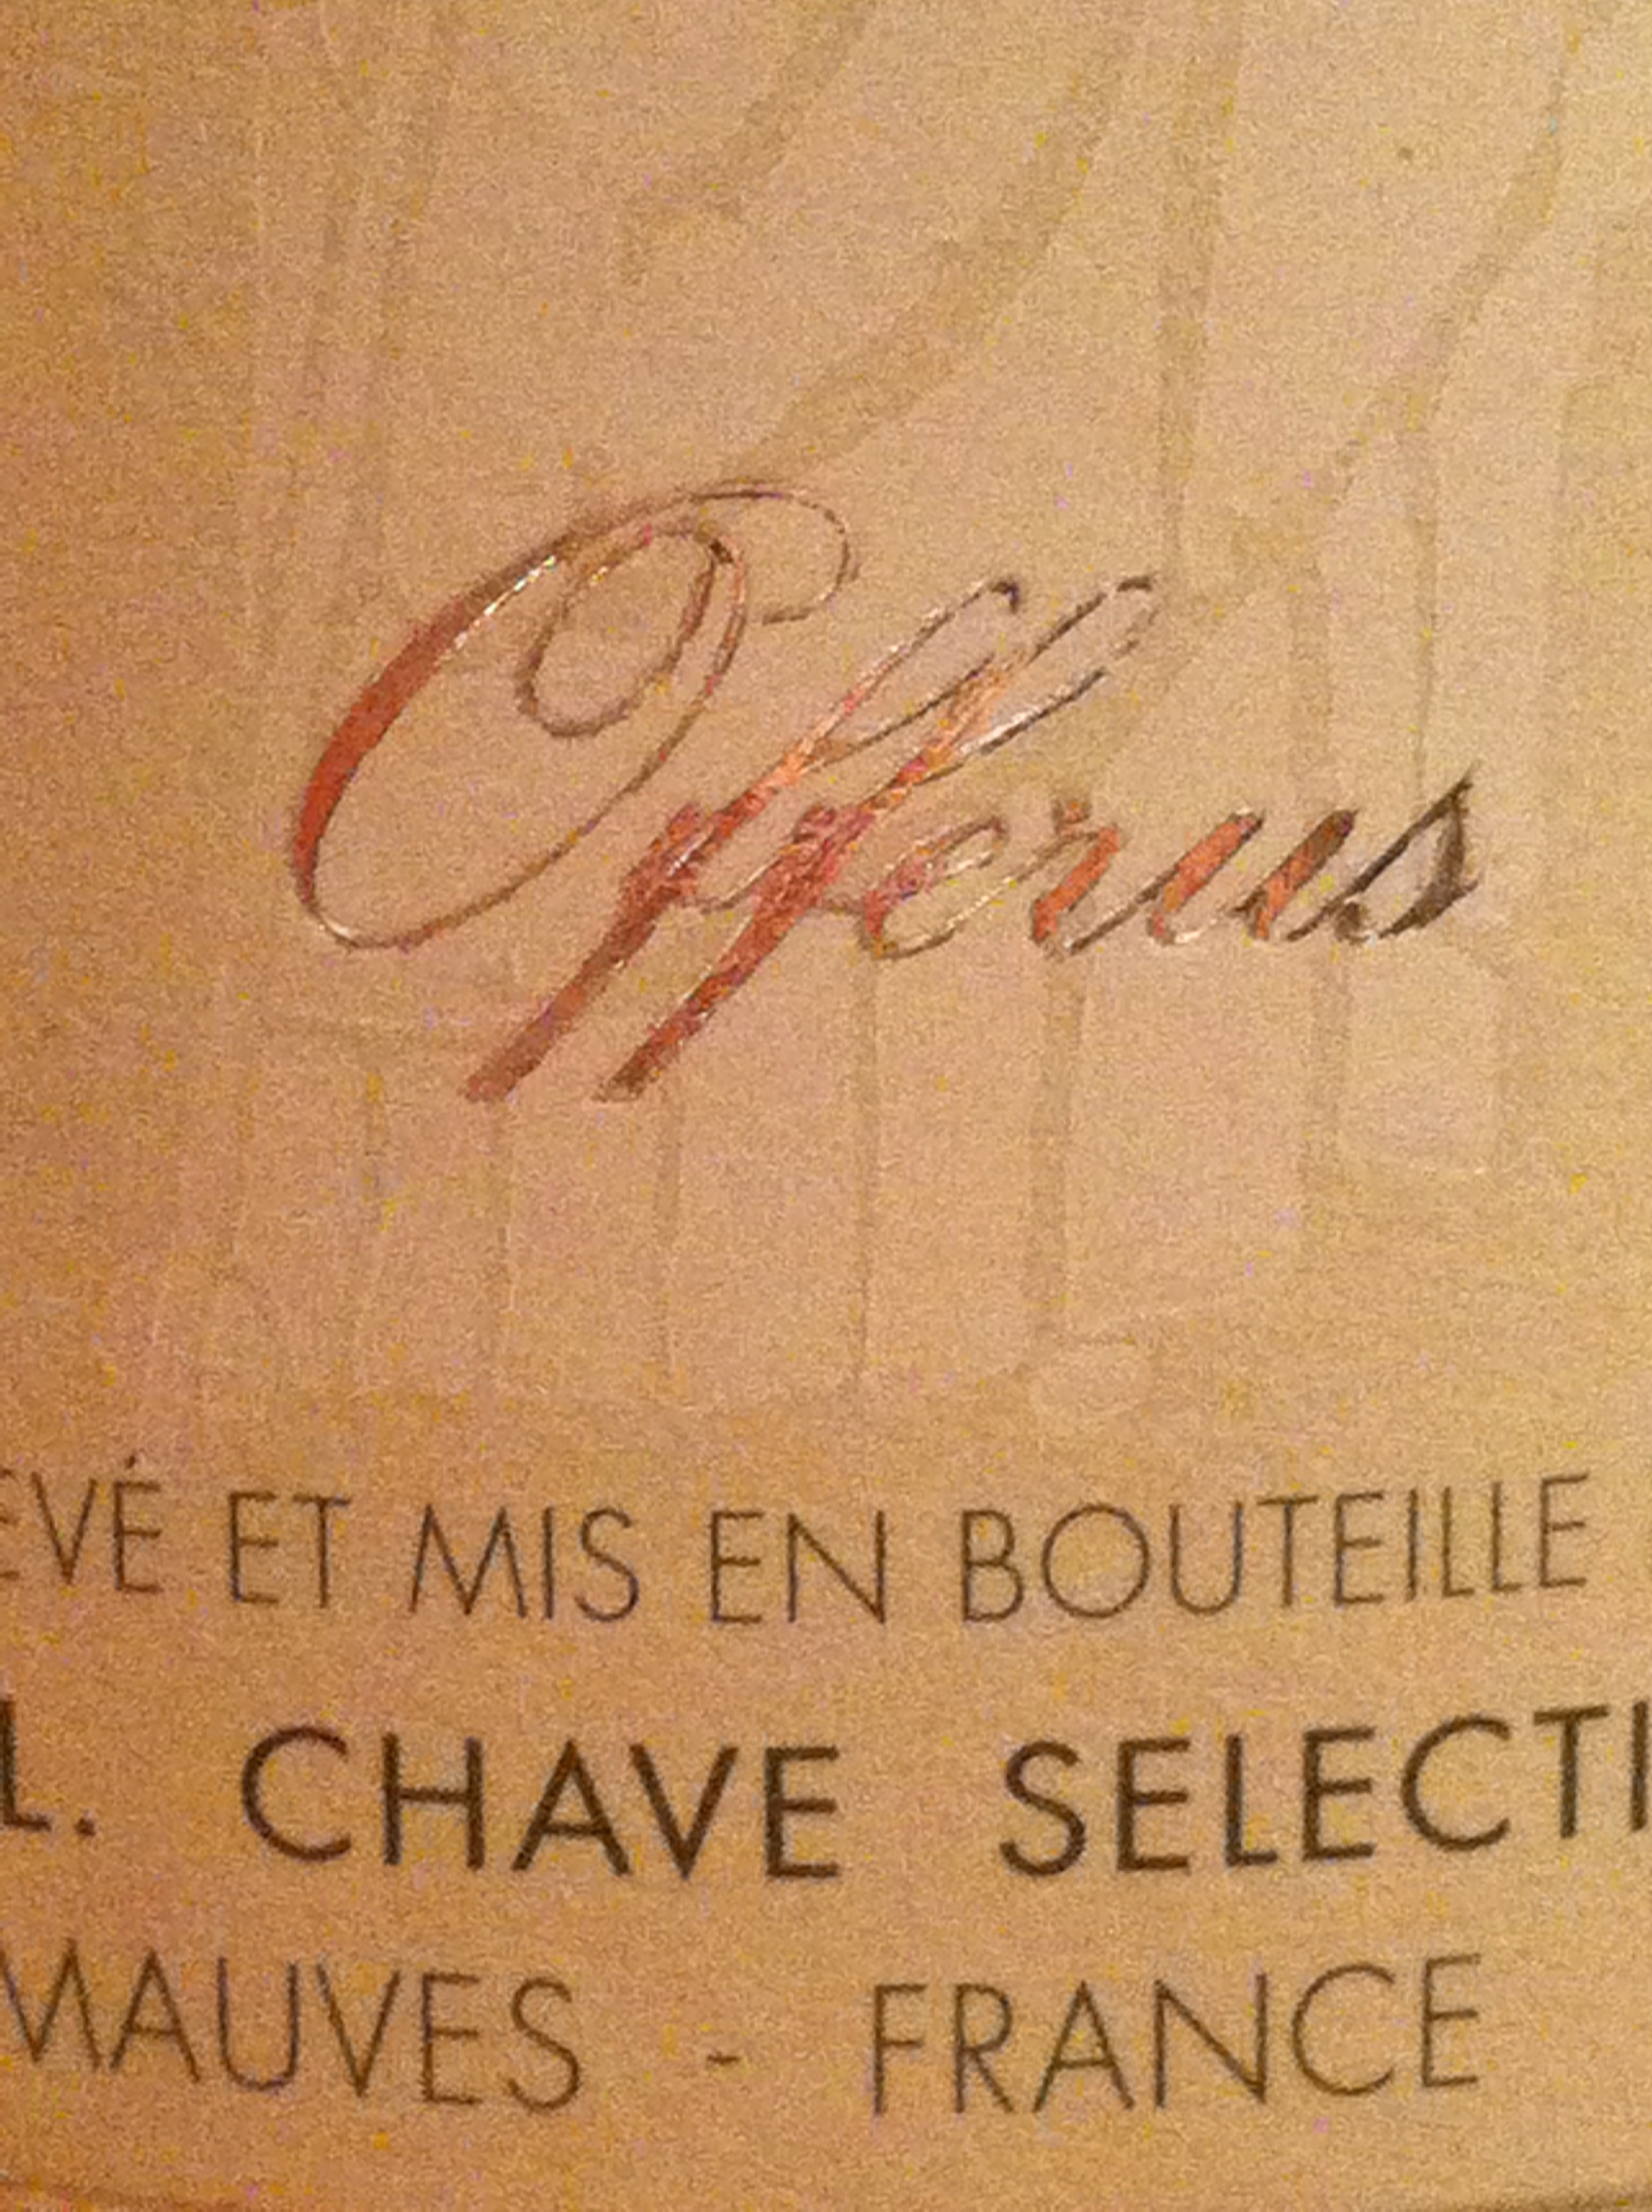 Offerus
EVÉ ET MIS EN BOUTEILLE
L. CHAVE SELECTI
MAUVES - FRANCE